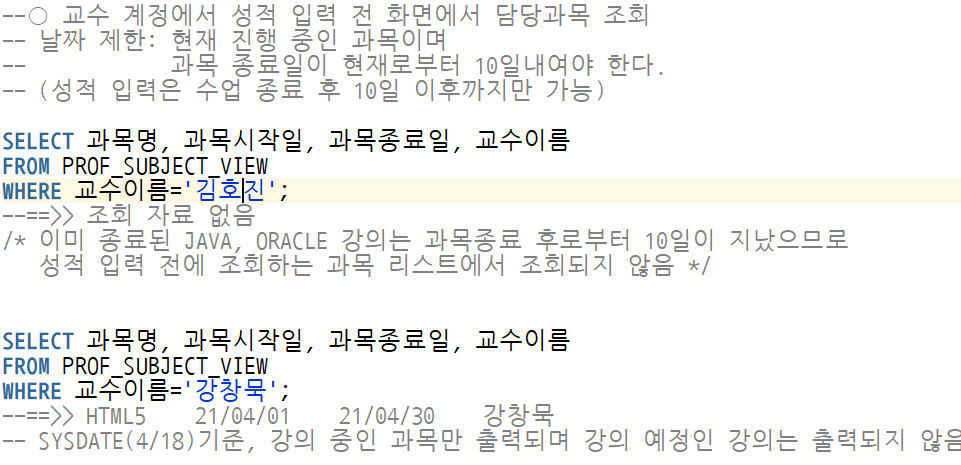 --○ 교수 계정에서 성적 입력 전 화면에서 담당과목 조회
-- 날짜 제한: 현재 진행 중인 과목이며
-- 과목 종료일이 현재로부터 10일내여야 한다.
-- (성적 입력은 수업 종료 후 10일 이후까지만 가능)
SELECT 과목명, 과목시작일, 과목종료일, 교수이름
FROM PROF_SUBJECT_VIEW
WHERE 교수이름='김호진';
--==>> 조회 자료 없음
/* 이미 종료된 JAVA, ORACLE 강의는 과목종료 후로부터 10일이 지났으므로
성적 입력 전에 조회하는 과목 리스트에서 조회되지 않음 */
SELECT 과목명, 과목시작일, 과목종료일, 교수이름
FROM PROF_SUBJECT_VIEW
WHERE 교수이름='강창묵';
--==>> HTML5 21/04/01 21/04/30 강창묵
-- SYSDATE(4/18)기준, 강의 중인 과목만 출력되며 강의 예정인 강의는 출력되지 않음